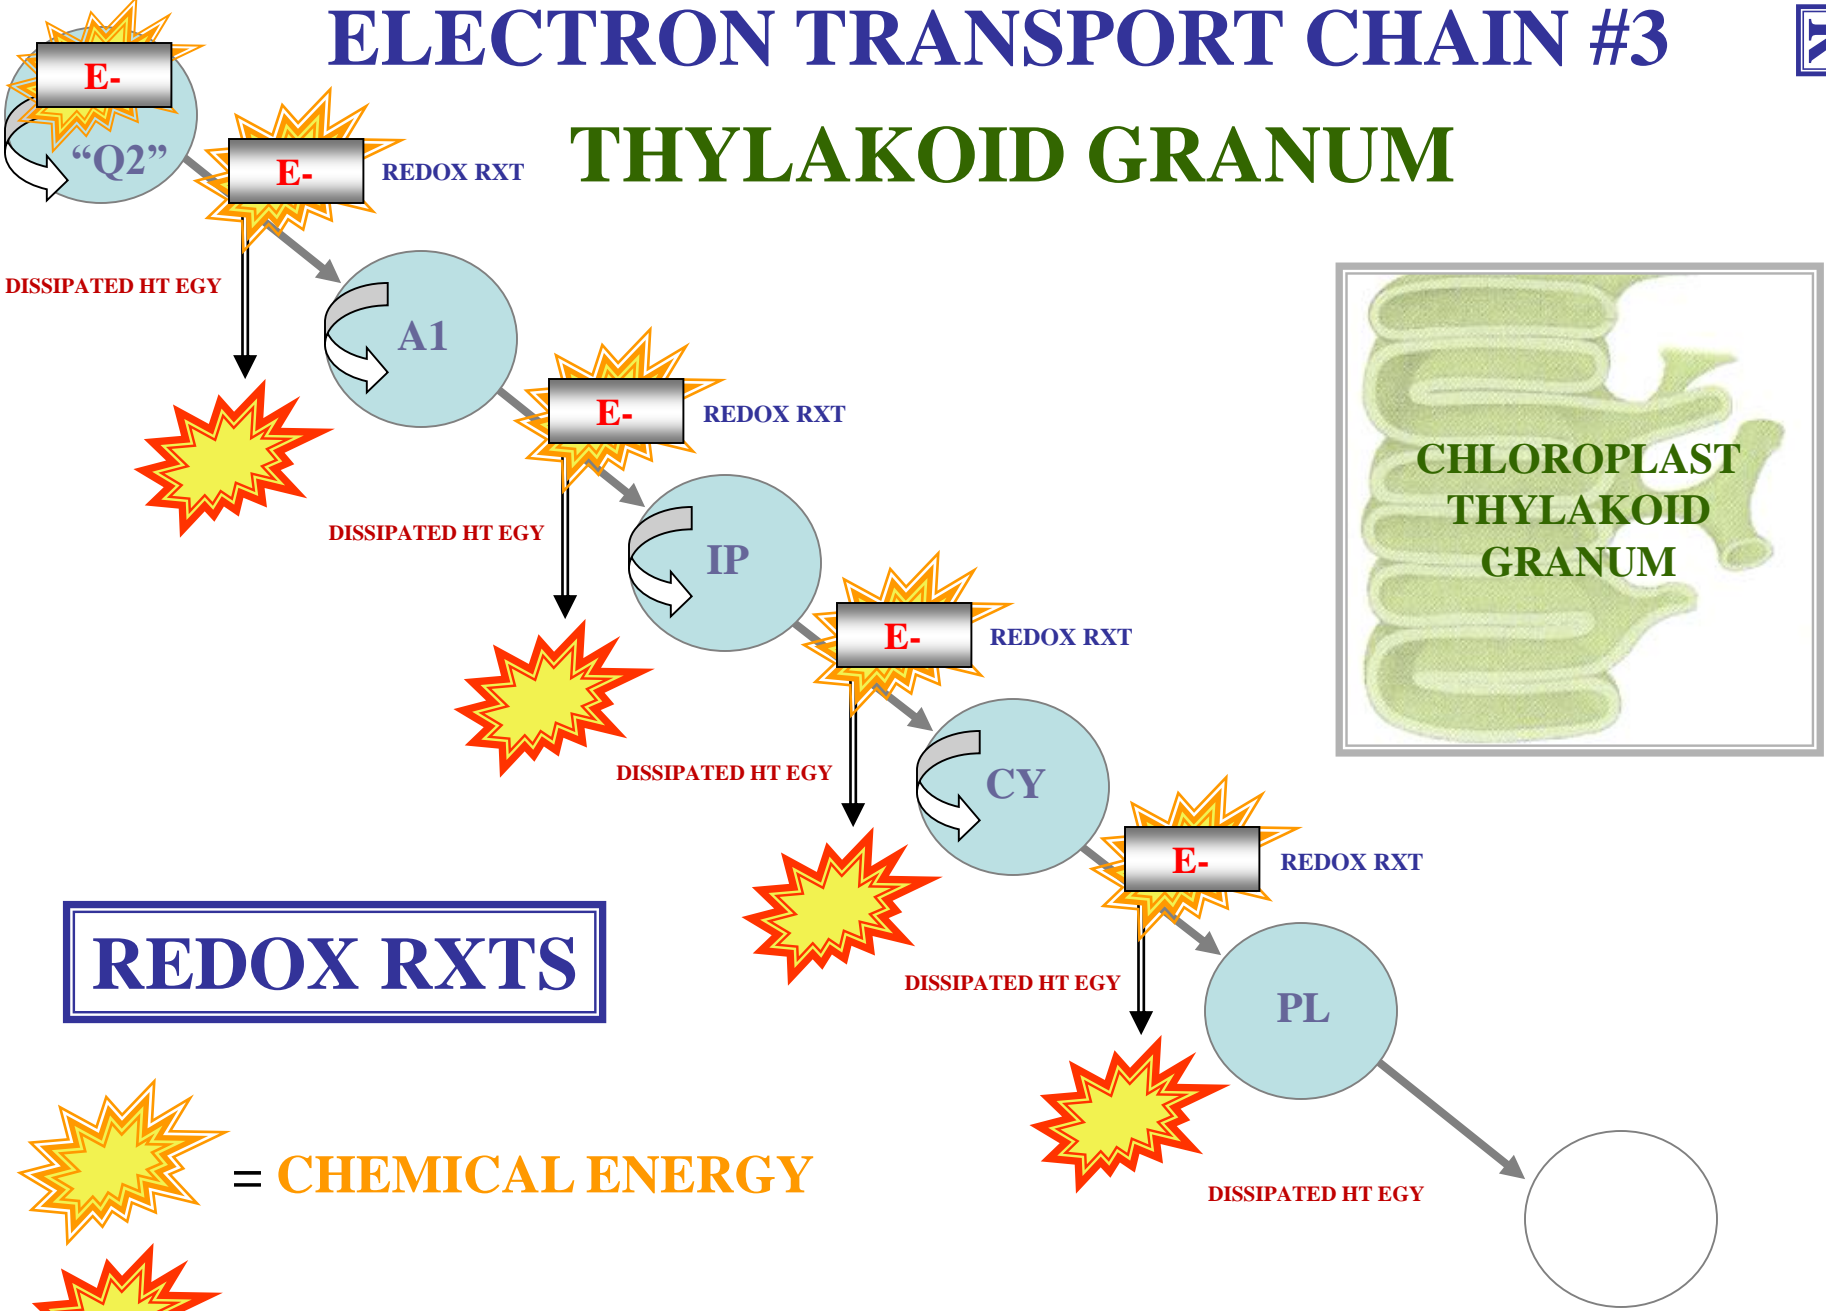 ELECTRON TRANSPORT CHAIN #3
THYLAKOID GRANUM
E-
“Q2”
E-
REDOX RXT
DISSIPATED HT EGY
A1
E-
REDOX RXT
DISSIPATED HT EGY
IP
E-
REDOX RXT
DISSIPATED HT EGY
CY
E-
REDOX RXT
DISSIPATED HT EGY
PL
DISSIPATED HT EGY
CHLOROPLAST
THYLAKOID
GRANUM
REDOX RXTS
= CHEMICAL ENERGY